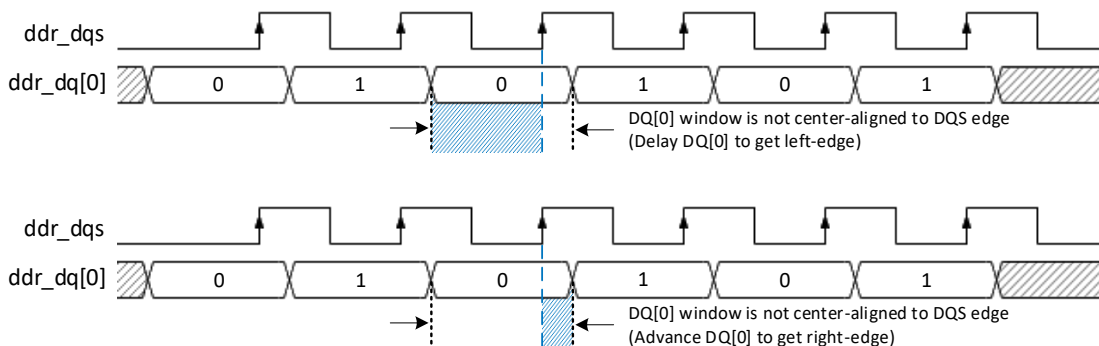 ddr_dqs
ddr_dq[0]
0 1 0 1 0 1
DQ[0] window is not center-aligned to DQS edge
(Delay DQ[0] to get left-edge)
ddr_dqs
ddr_dq[0]
0 1 0 1 0 1
DQ[0] window is not center-aligned to DQS edge
(Advance DQ[0] to get right-edge)